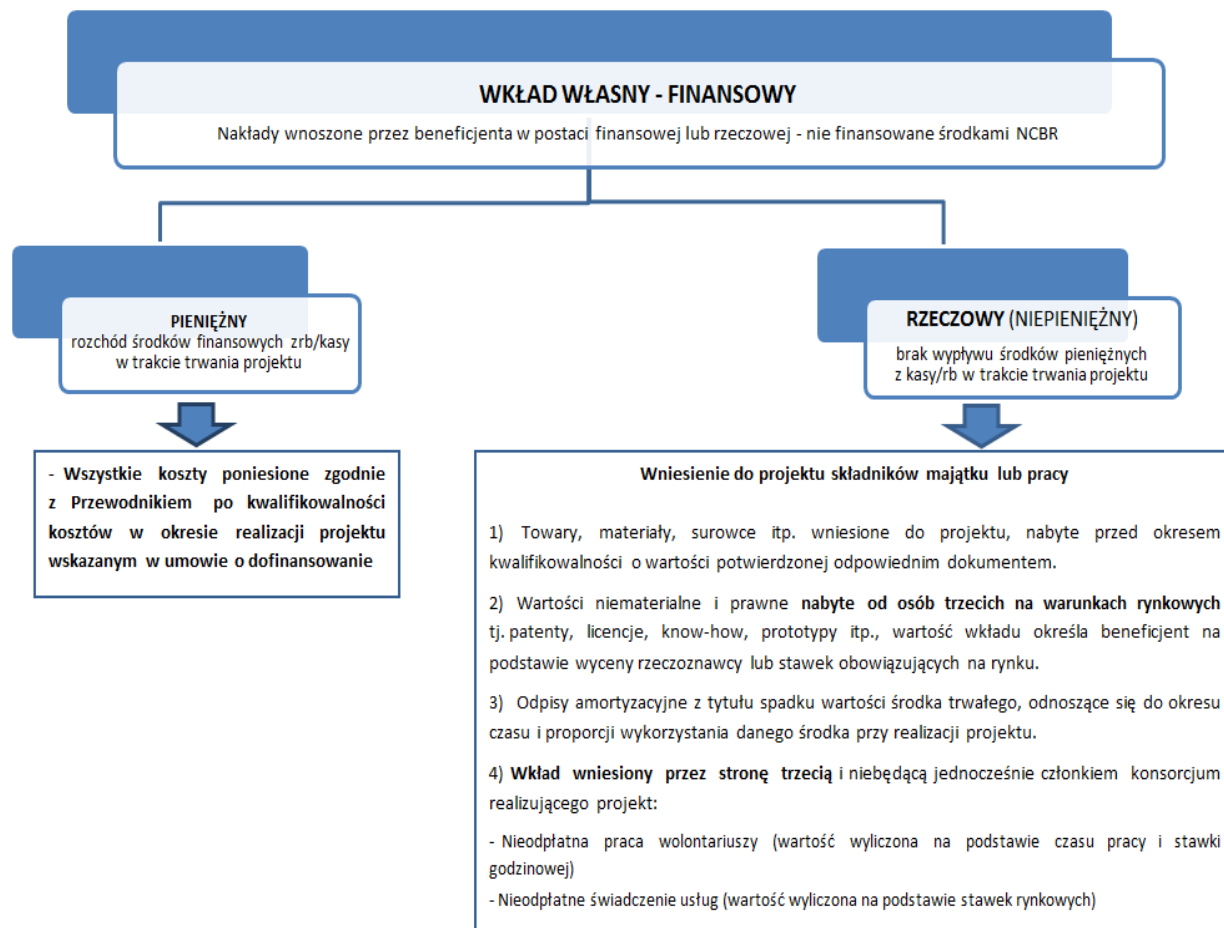 WKŁAD WŁASNY - FINANSOWY
Nakłady wnoszone przez beneficjenta w postaci finansowej lub rzeczowej - nie finansowane środkami NCBR
PIENIĘŻNY
rozchód środków finansowych zrb/kasy
w trakcie trwania projektu
- Wszystkie koszty poniesione zgodnie
z Przewodnikiem po kwalifikowalności
kosztów w okresie realizacji projektu
wskazanym w umowie o dofinansowanie
RZECZOWY (NIEPIENIĘŻNY)
brak wypływu środków pieniężnych
z kasy/rb w trakcie trwania projektu
Wniesienie do projektu składników majątku lub pracy
1) Towary, materiały, surowce itp. wniesione do projektu, nabyte przed okresem
kwalifikowalności o wartości potwierdzonej odpowiednim dokumentem.
2) Wartości niematerialne i prawne nabyte od osób trzecich na warunkach rynkowych
tj. patenty, licencje, know-how, prototypy itp., wartość wkładu określa beneficjent na
podstawie wyceny rzeczoznawcy lub stawek obowiązujących na rynku.
3) Odpisy amortyzacyjne z tytułu spadku wartości środka trwałego, odnoszące się do okresu
czasu i proporcji wykorzystania danego środka przy realizacji projektu.
4) Wkład wniesiony przez stronę trzecią i niebędącą jednocześnie członkiem konsorcjum
realizującego projekt:
- Nieodpłatna praca wolontariuszy (wartość wyliczona na podstawie czasu pracy i stawki
godzinowej)
- Nieodpłatne świadczenie usług (wartość wyliczona na podstawie stawek rynkowych)